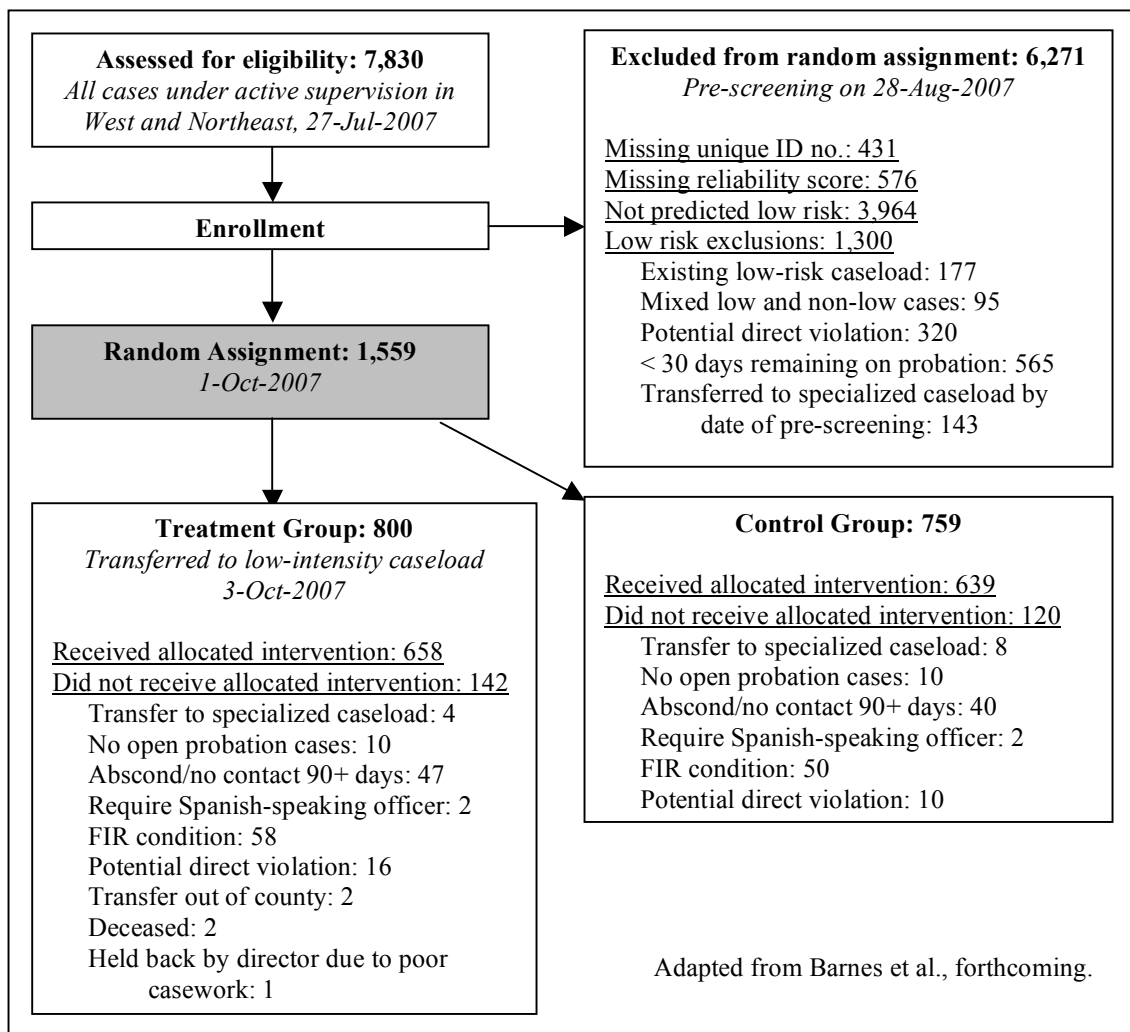 Assessed for eligibility: 7,830
All cases under active supervision in
West and Northeast, 27-Jul-2007
Excluded from random assignment: 6,271
Pre-screening on 28-Aug-2007
Missing unique ID no.: 431
Missing reliability score: 576
Not predicted low risk: 3,964
Low risk exclusions: 1,300
Existing low-risk caseload: 177
Mixed low and non-low cases: 95
Potential direct violation: 320
< 30 days remaining on probation: 565
Transferred to specialized caseload by
date of pre-screening: 143
Enrollment
Random Assignment: 1,559
1-Oct-2007
Treatment Group: 800
Transferred to low-intensity caseload
3-Oct-2007
Received allocated intervention: 658
Did not receive allocated intervention: 142
Transfer to specialized caseload: 4
No open probation cases: 10
Abscond/no contact 90+ days: 47
Require Spanish-speaking officer: 2
FIR condition: 58
Potential direct violation: 16
Transfer out of county: 2
Deceased: 2
Held back by director due to poor
casework: 1
Control Group: 759
Received allocated intervention: 639
Did not receive allocated intervention: 120
Transfer to specialized caseload: 8
No open probation cases: 10
Abscond/no contact 90+ days: 40
Require Spanish-speaking officer: 2
FIR condition: 50
Potential direct violation: 10
Adapted from Barnes et al., forthcoming.